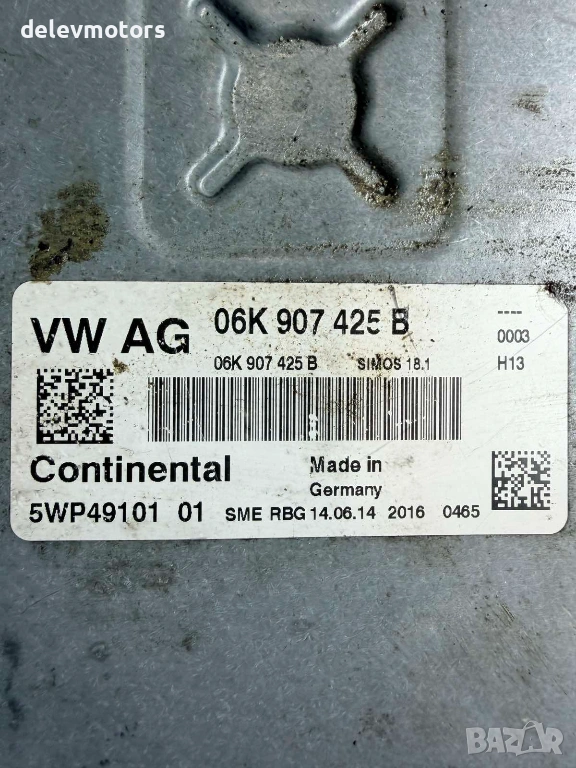 delevmotors
VW AG 06K 907 425 B
----
0003
06K 907 425 B SIMOS 18.1 H13
Continental Made in
Germany
5WP49101 01 SME RBG 14.06.14 2016 0465
BAZAR